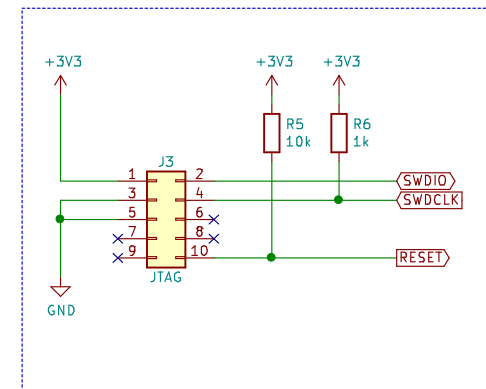 +3V3
+3V3 +3V3
R5
10k
R6
1k
J3
1 2
3 4
5 6
7 8
9 10
JTAG
SWDIO
SWDCLK
RESET
GND